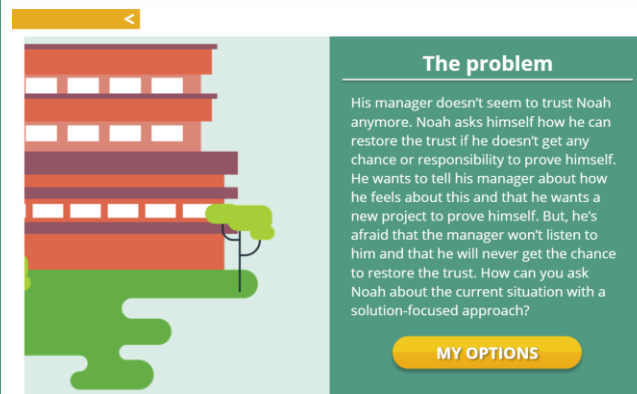 <
The problem
His manager doesn't seem to trust Noah
anymore. Noah asks himself how he can
restore the trust if he doesn't get any
chance or responsibility to prove himself.
He wants to tell his manager about how
he feels about this and that he wants a
new project to prove himself. But, he's
afraid that the manager won't listen to
him and that he will never get the chance
to restore the trust. How can you ask
Noah about the current situation with a
solution-focused approach?
MY OPTIONS